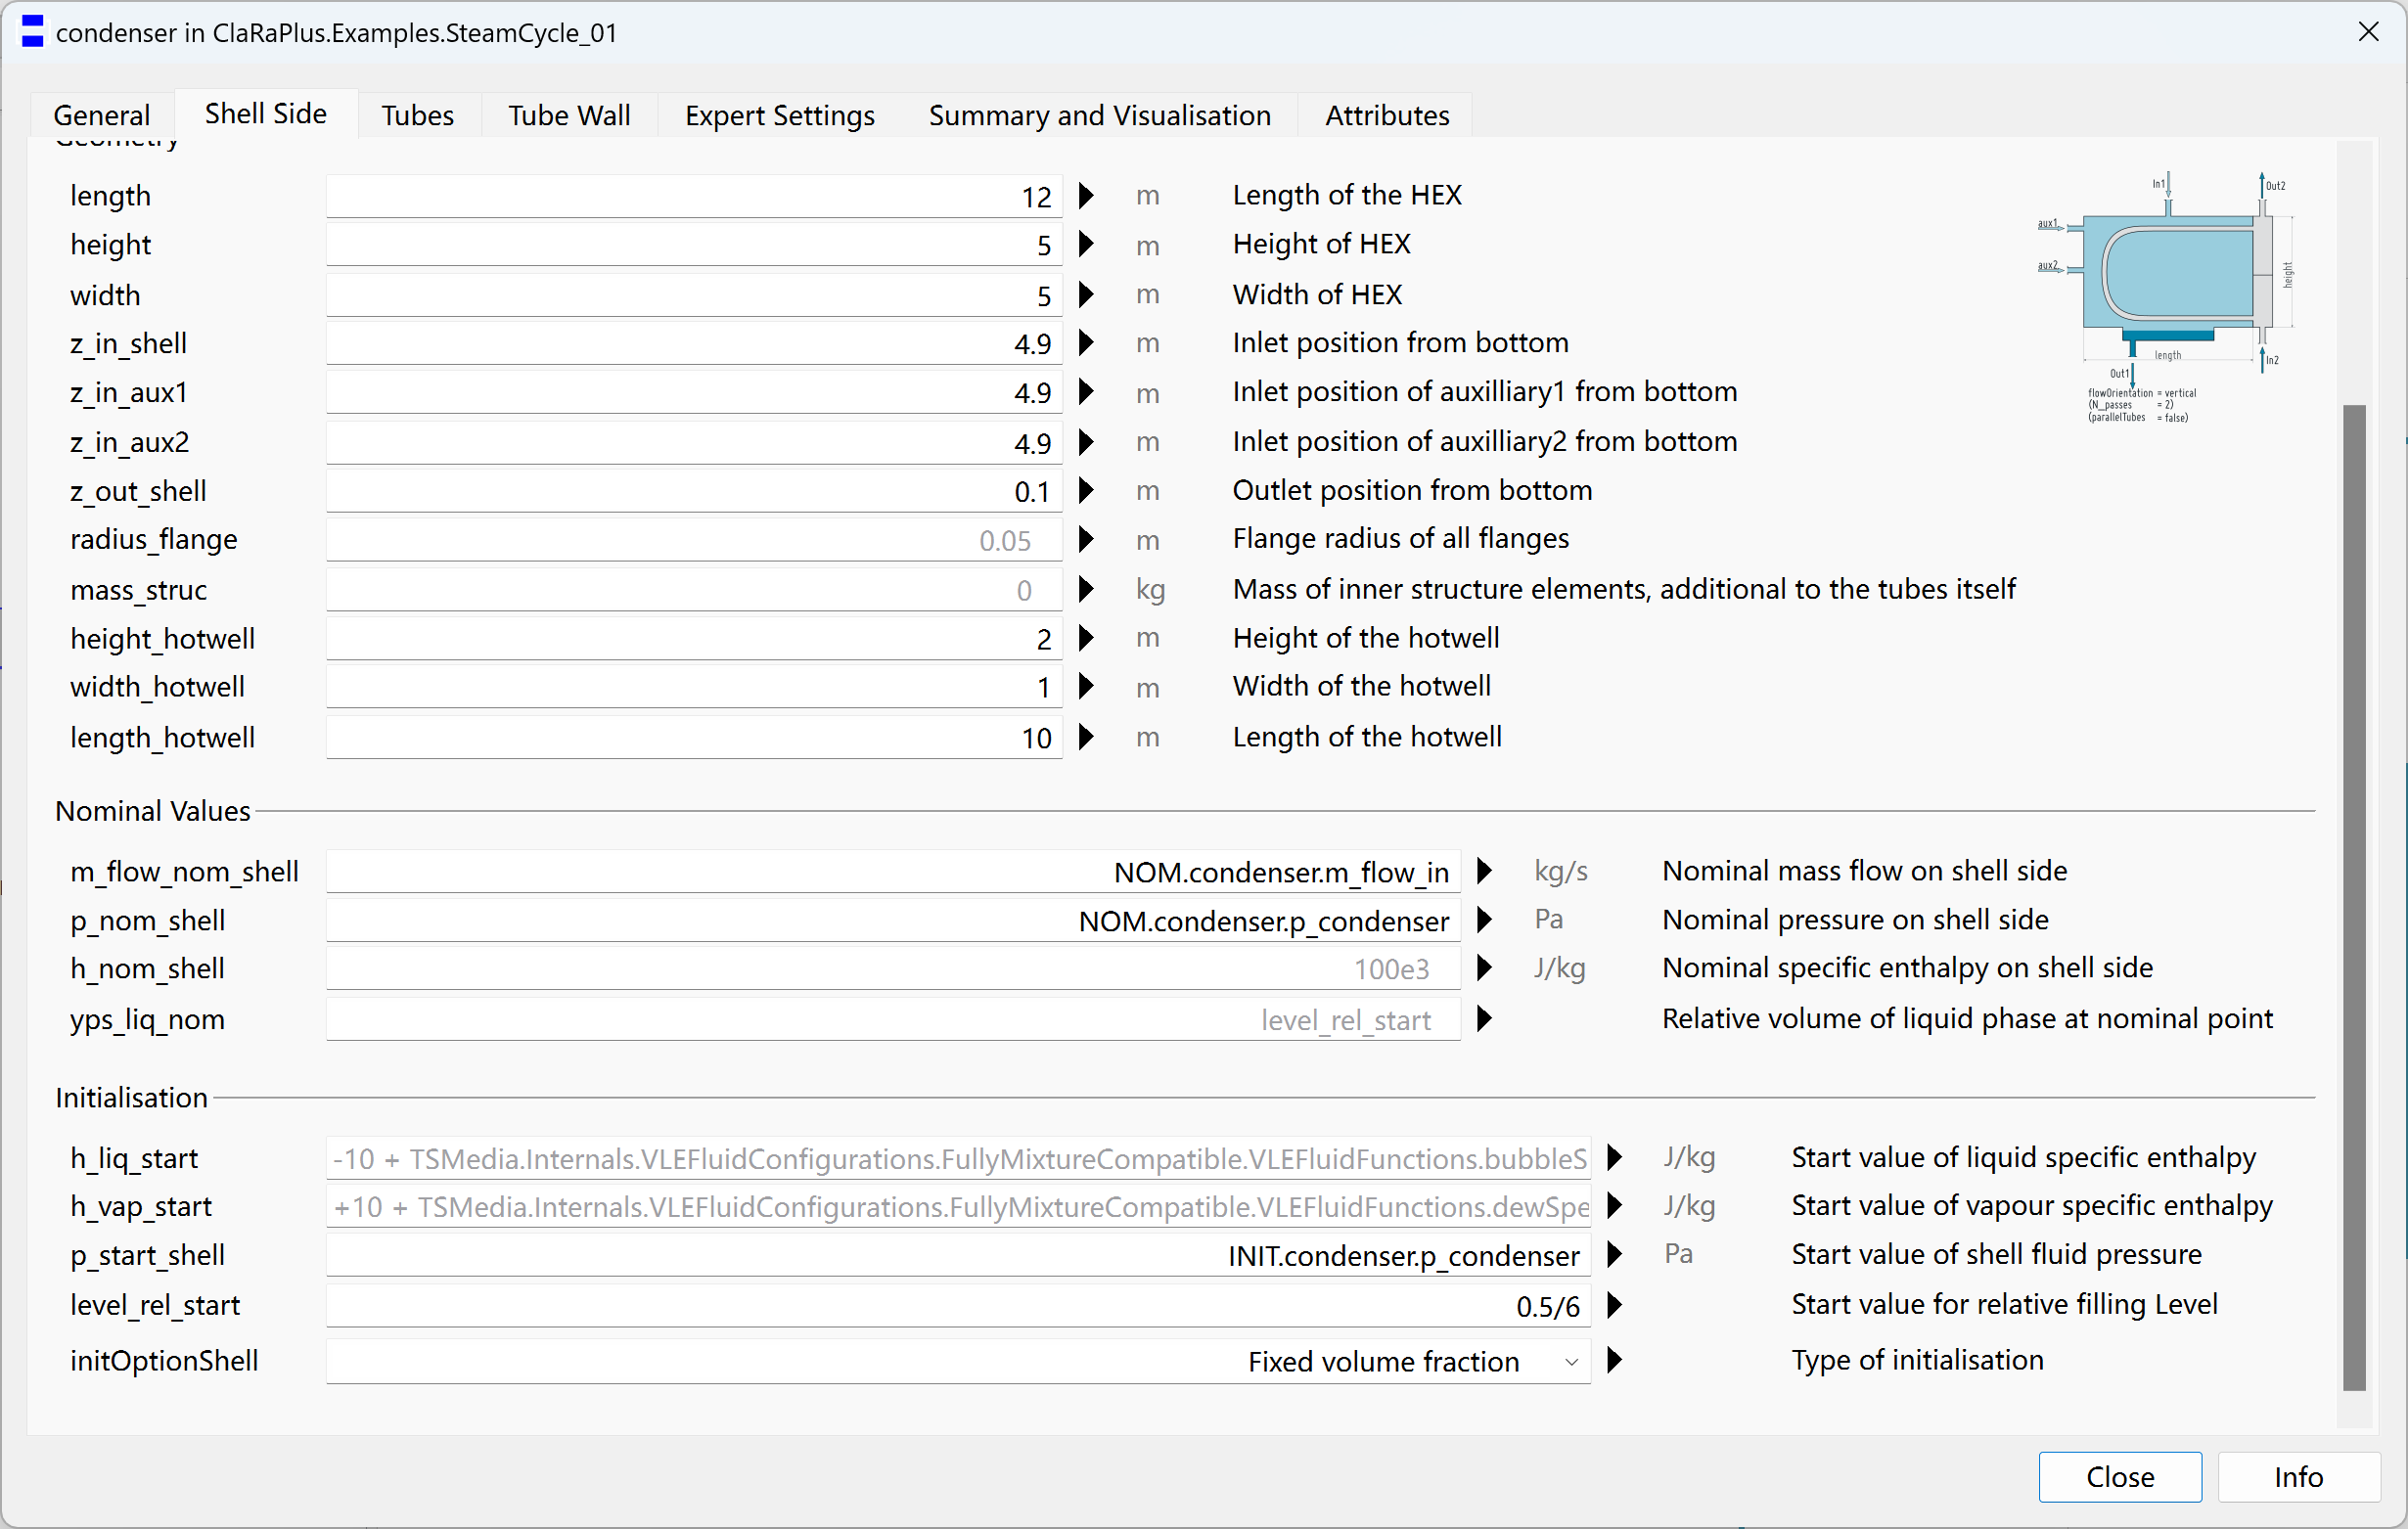 condenser in ClaRaPlus.Examples.SteamCycle_01
General Shell Side Tubes Tube Wall Expert Settings Summary and Visualisation Attributes
Geometry
length 12 m Length of the HEX
height 5 m Height of HEX
width 5 m Width of HEX
z_in_shell 4.9 m Inlet position from bottom
z_in_aux1 4.9 m Inlet position of auxilliary1 from bottom
z_in_aux2 4.9 m Inlet position of auxilliary2 from bottom
z_out_shell 0.1 m Outlet position from bottom
radius_flange 0.05 m Flange radius of all flanges
mass_struc 0 kg Mass of inner structure elements, additional to the tubes itself
height_hotwell 2 m Height of the hotwell
width_hotwell 1 m Width of the hotwell
length_hotwell 10 m Length of the hotwell
In1 Out2
aux1
aux2
height
length
In2
Out1
flowOrientation = vertical
(N_passes = 2)
(parallelTubes = false)
Nominal Values
m_flow_nom_shell NOM.condenser.m_flow_in kg/s Nominal mass flow on shell side
p_nom_shell NOM.condenser.p_condenser Pa Nominal pressure on shell side
h_nom_shell 100e3 J/kg Nominal specific enthalpy on shell side
yps_liq_nom level_rel_start Relative volume of liquid phase at nominal point
Initialisation
h_liq_start -10 + TSMedia.Internals.VLEFluidConfigurations.FullyMixtureCompatible.VLEFluidFunctions.bubbleS J/kg Start value of liquid specific enthalpy
h_vap_start +10 + TSMedia.Internals.VLEFluidConfigurations.FullyMixtureCompatible.VLEFluidFunctions.dewSpe J/kg Start value of vapour specific enthalpy
p_start_shell INIT.condenser.p_condenser Pa Start value of shell fluid pressure
level_rel_start 0.5/6 Start value for relative filling Level
initOptionShell Fixed volume fraction Type of initialisation
Close Info